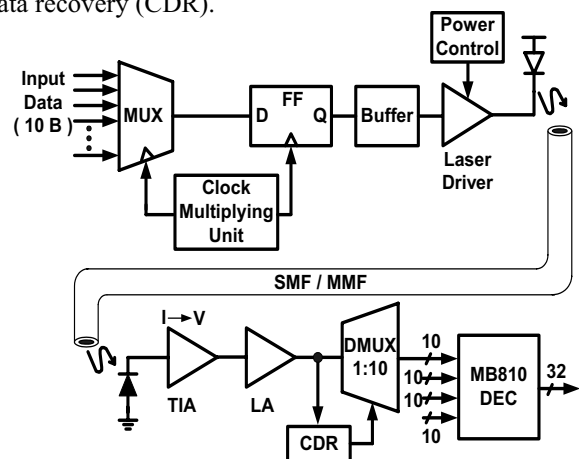 ata recovery (CDR).
Power
Control
Input
Data
( 10 B )
MUX
D FF Q
Buffer
Laser
Driver
Clock
Multiplying
Unit
SMF / MMF
I→V
TIA
LA
DMUX
1:10
CDR
10
10
10
10
MB810
DEC
32